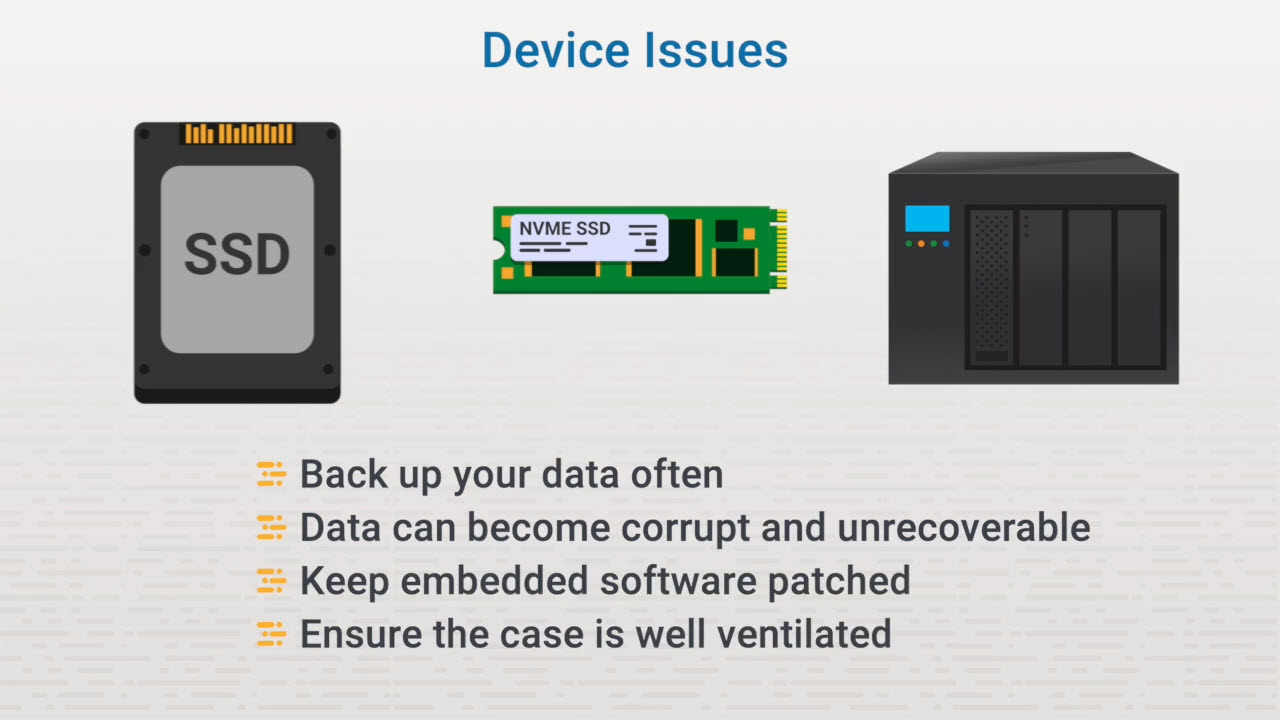 Device Issues
SSD
NVME SSD
Back up your data often
Data can become corrupt and unrecoverable
Keep embedded software patched
Ensure the case is well ventilated